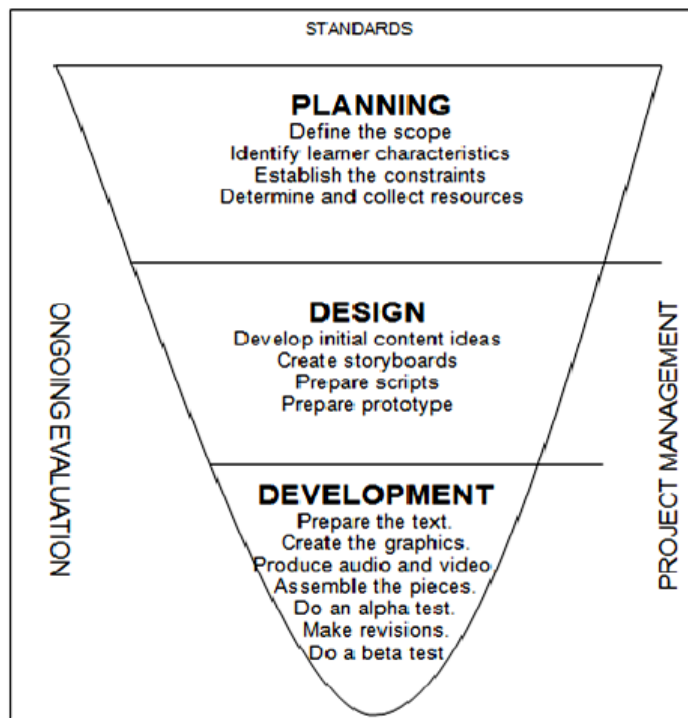 STANDARDS
PLANNING
Define the scope
Identify learner characteristics
Establish the constraints
Determine and collect resources
DESIGN
Develop initial content ideas
Create storyboards
Prepare scripts
Prepare prototype
DEVELOPMENT
Prepare the text.
Create the graphics.
Produce audio and video
Assemble the pieces.
Do an alpha test.
Make revisions.
Do a beta test
ONGOING EVALUATION
PROJECT MANAGEMENT